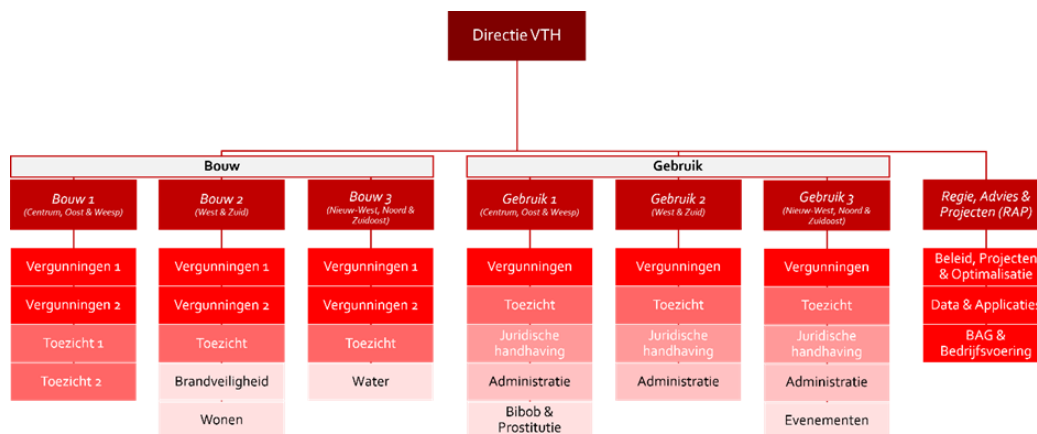 Directie VTH
Bouw
Gebruik
Bouw 1
(Centrum, Oost & Weesp)
Bouw 2
(West & Zuid)
Bouw 3
(Nieuw-West, Noord &
Zuidoost)
Gebruik 1
(Centrum, Oost & Weesp)
Gebruik 2
(West & Zuid)
Gebruik 3
(Nieuw-West, Noord &
Zuidoost)
Regie, Advies &
Projecten (RAP)
Vergunningen 1
Vergunningen 1
Vergunningen 1
Vergunningen
Vergunningen
Vergunningen
Beleid, Projecten
& Optimalisatie
Vergunningen 2
Vergunningen 2
Vergunningen 2
Toezicht
Toezicht
Toezicht
Data & Applicaties
Toezicht 1
Toezicht
Toezicht
Juridische
handhaving
Juridische
handhaving
Juridische
handhaving
BAG &
Bedrijfsvoering
Toezicht 2
Brandveiligheid
Water
Administratie
Administratie
Administratie
Wonen
Bibob &
Prostitutie
Evenementen